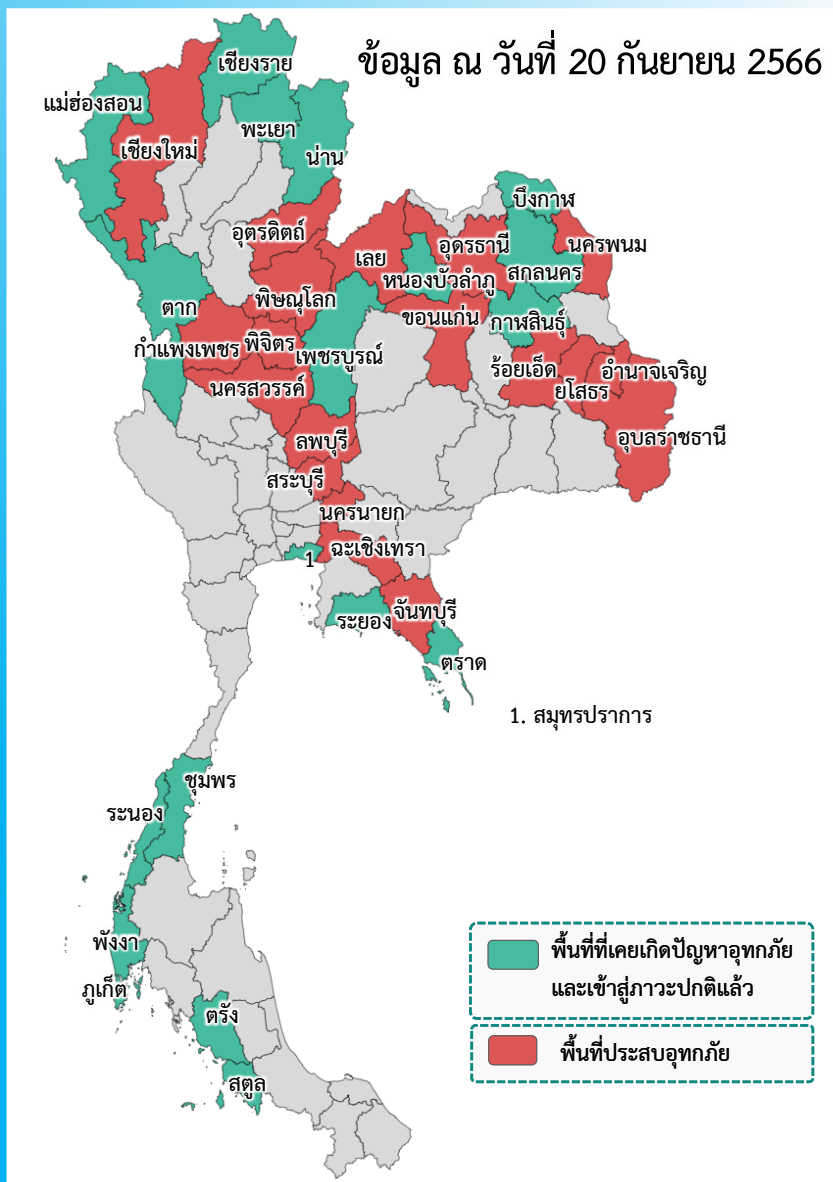 ข้อมูล ณ วันที่ 20 กันยายน 2566
เชียงราย
แม่ฮ่องสอน
พะเยา
เชียงใหม่
น่าน
บึงกาฬ
อุตรดิตถ์
อุดรธานี
นครพนม
เลย
สกลนคร
หนองบัวลำภู
พิษณุโลก
ตาก
ขอนแก่น
กาฬสินธุ์
กำแพงเพชร
พิจิตร
เพชรบูรณ์
ร้อยเอ็ด
อำนาจเจริญ
นครสวรรค์
ยโสธร
ลพบุรี
อุบลราชธานี
สระบุรี
นครนายก
ฉะเชิงเทรา
1
จันทบุรี
ระยอง
ตราด
1. สมุทรปราการ
ชุมพร
ระนอง
พังงา
ภูเก็ต
ตรัง
สตูล
พื้นที่ที่เคยเกิดปัญหาอุทกภัย
และเข้าสู่ภาวะปกติแล้ว
พื้นที่ประสบอุทกภัย